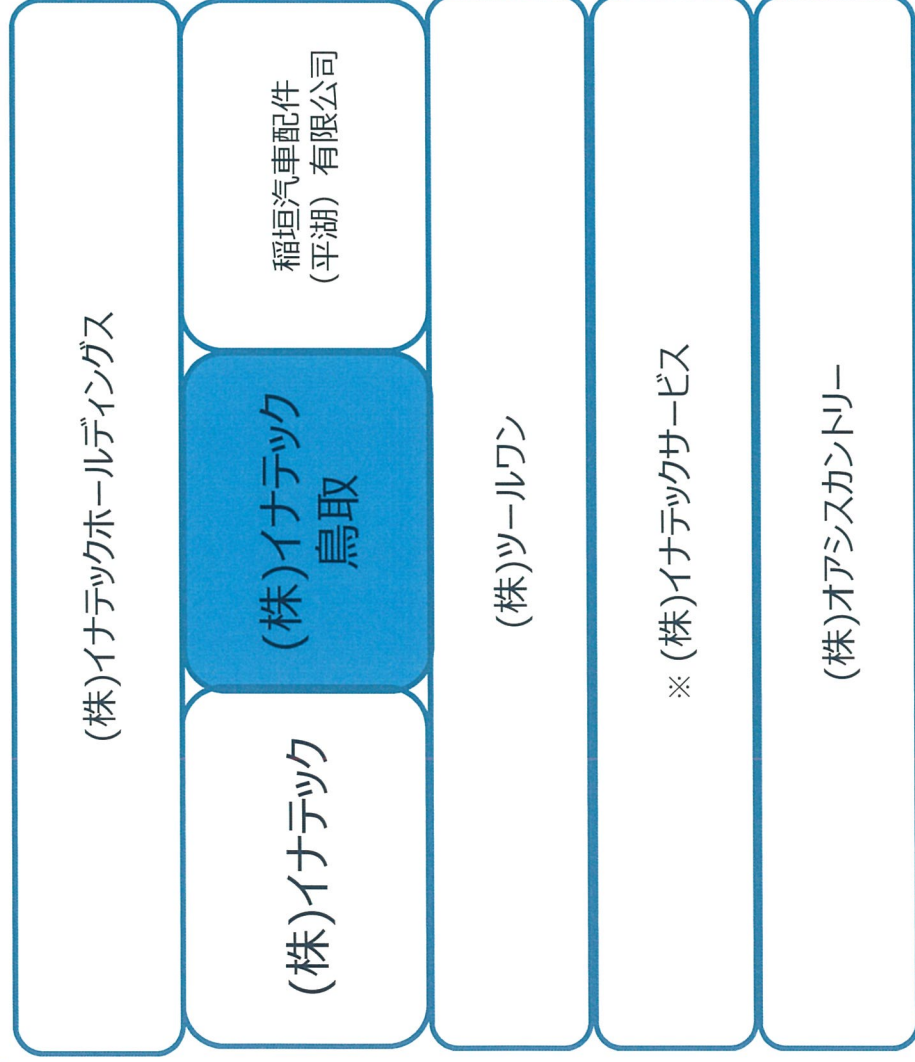 (株)イナテックホールディングス
(株)イナテック
(株)イナテック
鳥取
稲垣汽車配件
(平湖) 有限公司
(株)ツールワン
※ (株)イナテックサービス
(株)オアシスカントリー